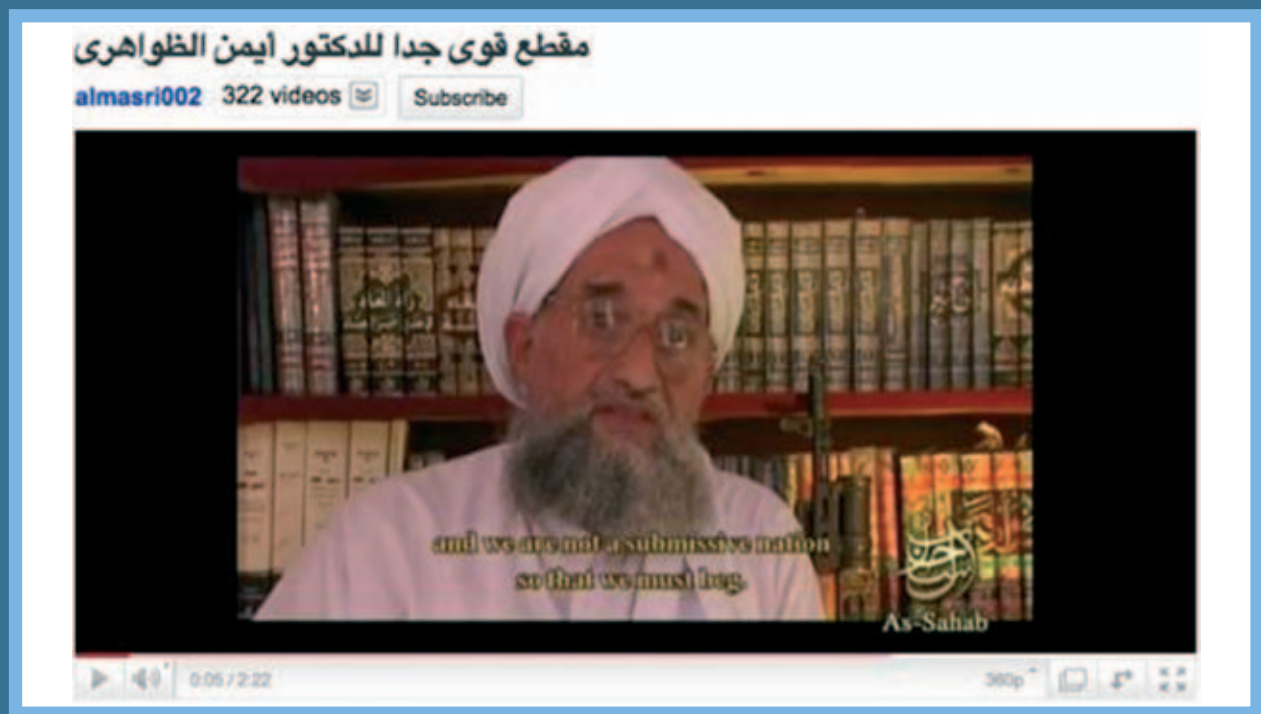 مقطع قوى جدا للدكتور أيمن الظواهرى
almasri002 322 videos Subscribe
and we are not a submissive nation
so that we must beg.
السحاب
As-Sahab
0:05 / 2:22 360p